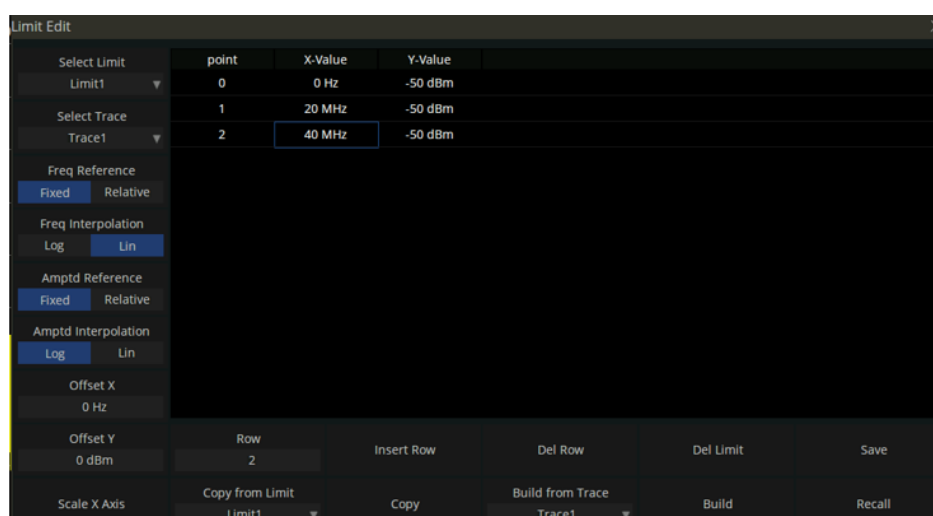 Limit Edit
Select Limit
Limit1
Select Trace
Trace1
Freq Reference
Fixed Relative
Freq Interpolation
Log Lin
Amptd Reference
Fixed Relative
Amptd Interpolation
Log Lin
Offset X
0 Hz
Offset Y
0 dBm
Scale X Axis
point X-Value Y-Value
0 0 Hz -50 dBm
1 20 MHz -50 dBm
2 40 MHz -50 dBm
Row
2
Insert Row
Del Row
Del Limit
Save
Copy from Limit
Limit1
Copy
Build from Trace
Trace1
Build
Recall